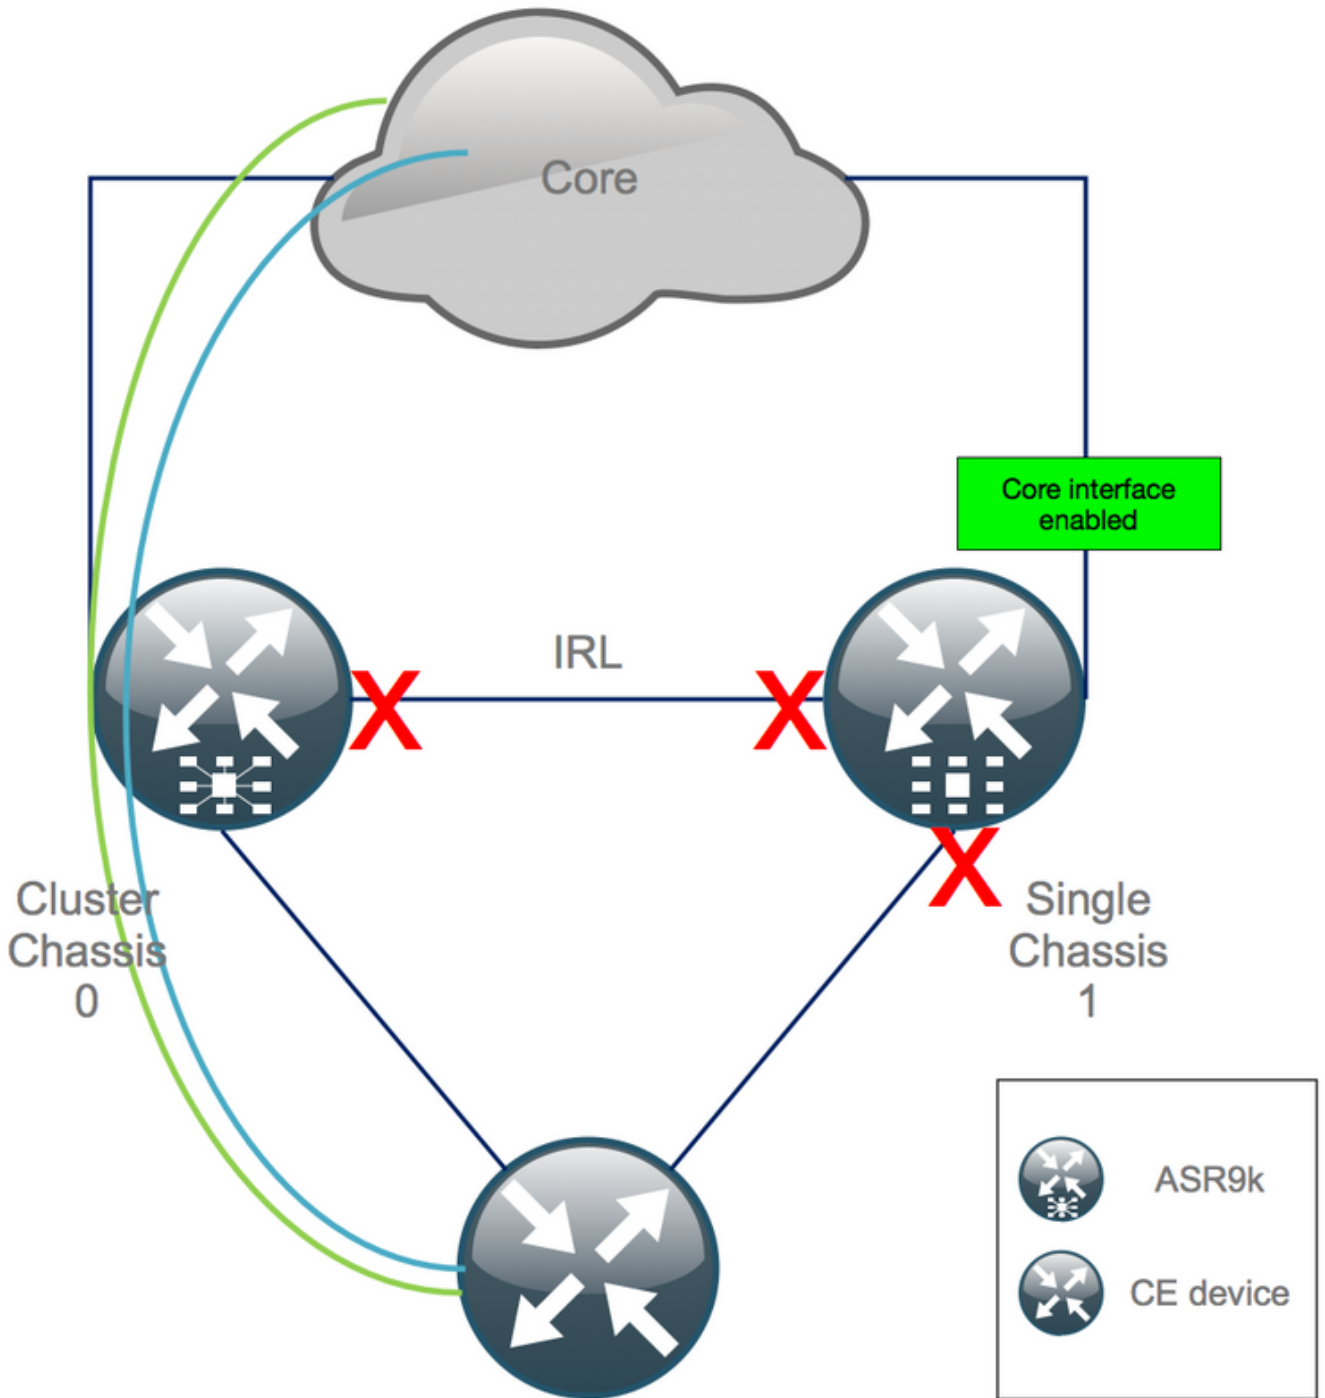 Core
Core interface
enabled
IRL
X
X
X
Cluster
Chassis
0
Single
Chassis
1
ASR9k
CE device